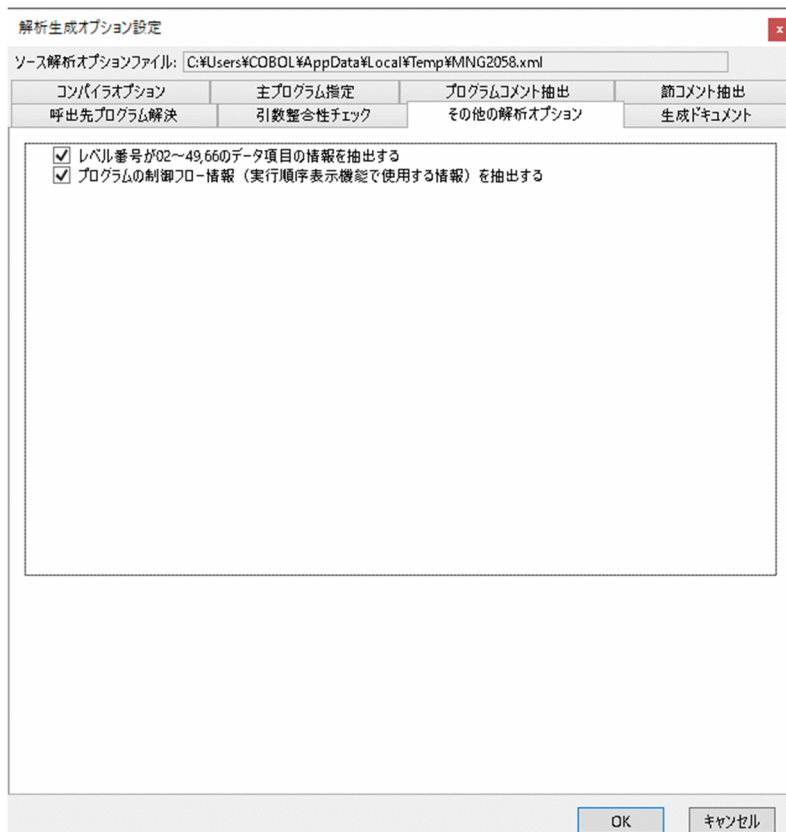 解析生成オプション設定
x
ソース解析オプションファイル: C:¥Users¥COBOL¥AppData¥Local¥Temp¥MNG2058.xml
コンパイラオプション 主プログラム指定 プログラムコメント抽出 節コメント抽出
呼出先プログラム解決 引数整合性チェック その他の解析オプション 生成ドキュメント
レベル番号が02～49,66のデータ項目の情報を抽出する
プログラムの制御フロー情報（実行順序表示機能で使用する情報）を抽出する
OK キャンセル